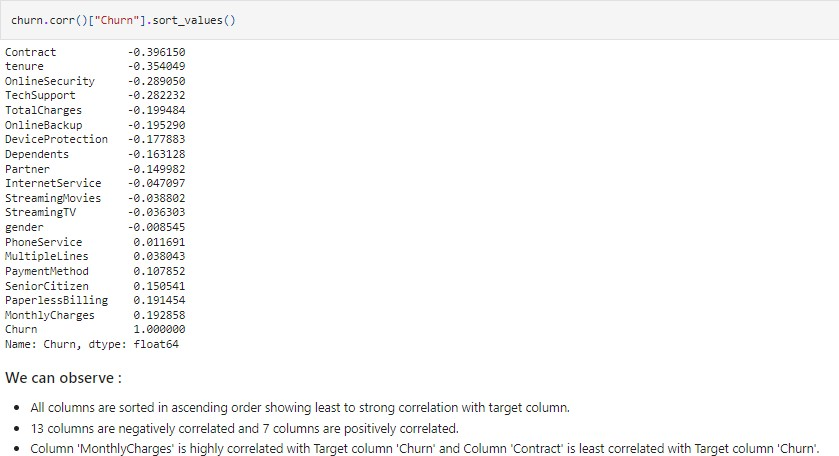 churn.corr()["Churn"].sort_values()
Contract -0.396150
tenure -0.354049
OnlineSecurity -0.289050
TechSupport -0.282232
TotalCharges -0.199484
OnlineBackup -0.195290
DeviceProtection -0.177883
Dependents -0.163128
Partner -0.149982
InternetService -0.047097
StreamingMovies -0.038802
StreamingTV -0.036303
gender -0.008545
PhoneService 0.011691
MultipleLines 0.038043
PaymentMethod 0.107852
SeniorCitizen 0.150541
PaperlessBilling 0.191454
MonthlyCharges 0.192858
Churn 1.000000
Name: Churn, dtype: float64
We can observe :
• All columns are sorted in ascending order showing least to strong correlation with target column.
• 13 columns are negatively correlated and 7 columns are positively correlated.
• Column 'MonthlyCharges' is highly correlated with Target column 'Churn' and Column 'Contract' is least correlated with Target column 'Churn'.